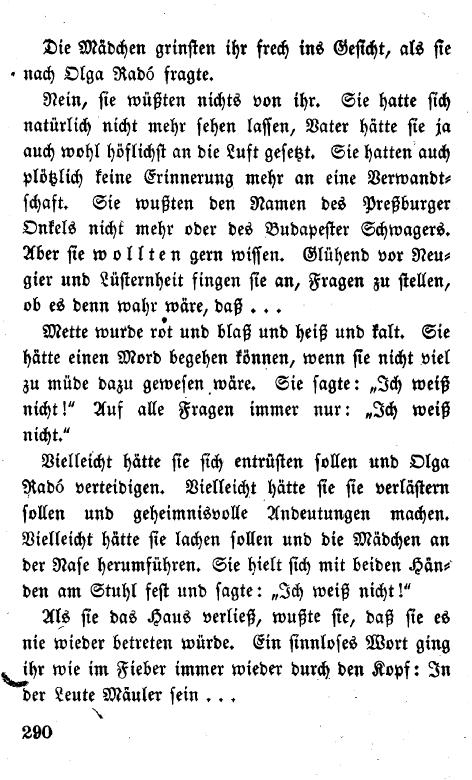 Die Mädchen grinsten ihr frech ins Gesicht, als sie
nach Olga Radó fragte.
Nein, sie wüßten nichts von ihr. Sie hatte sich
natürlich nicht mehr sehen lassen, Vater hätte sie ja
auch wohl höflichst an die Luft gesetzt. Sie hatten auch
plötzlich keine Erinnerung mehr an eine Verwandt-
schaft. Sie wußten den Namen des Preßburger
Onkels nicht mehr oder des Budapester Schwagers.
Aber sie wollten gern wissen. Glühend vor Neu-
gier und Lüsternheit fingen sie an, Fragen zu stellen,
ob es denn wahr wäre, daß . . .
Mette wurde rot und blaß und heiß und kalt. Sie
hätte einen Mord begehen können, wenn sie nicht viel
zu müde dazu gewesen wäre. Sie sagte: „Ich weiß
nicht!“ Auf alle Fragen immer nur: „Ich weiß
nicht.“
Vielleicht hätte sie sich entrüsten sollen und Olga
Radó verteidigen. Vielleicht hätte sie sie verlästern
sollen und geheimnisvolle Andeutungen machen.
Vielleicht hätte sie lachen sollen und die Mädchen an
der Nase herumführen. Sie hielt sich mit beiden Hän-
den am Stuhl fest und sagte: „Ich weiß nicht!“
Als sie das Haus verließ, wußte sie, daß sie es
nie wieder betreten würde. Ein sinnloses Wort ging
ihr wie im Fieber immer wieder durch den Kopf: In
der Leute Mäuler sein . . .
290